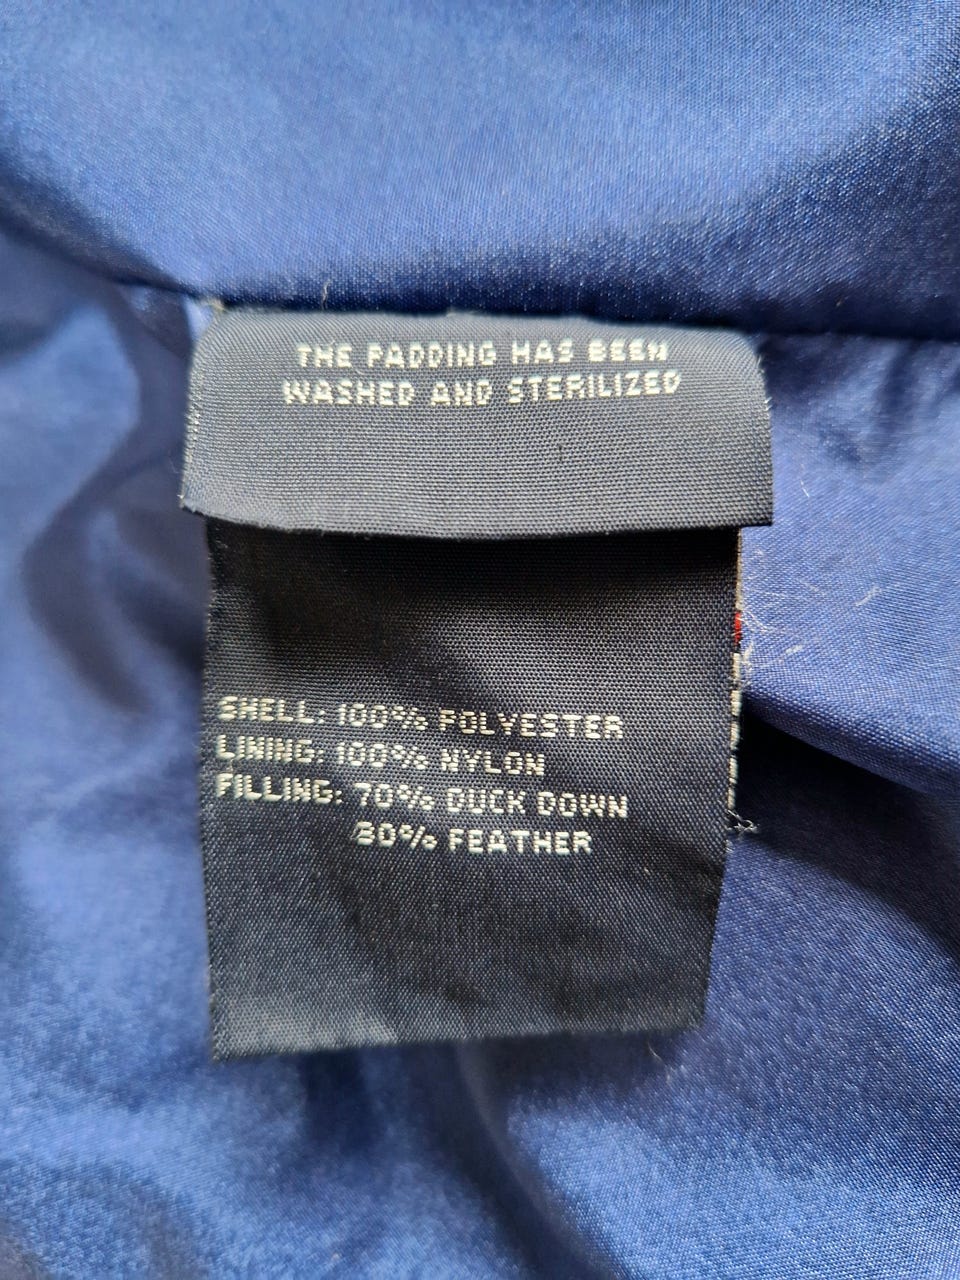 THE PADDING HAS BEEN
WASHED AND STERILIZED
SHELL: 100% POLYESTER
LINING: 100% NYLON
FILLING: 70% DUCK DOWN
30% FEATHER